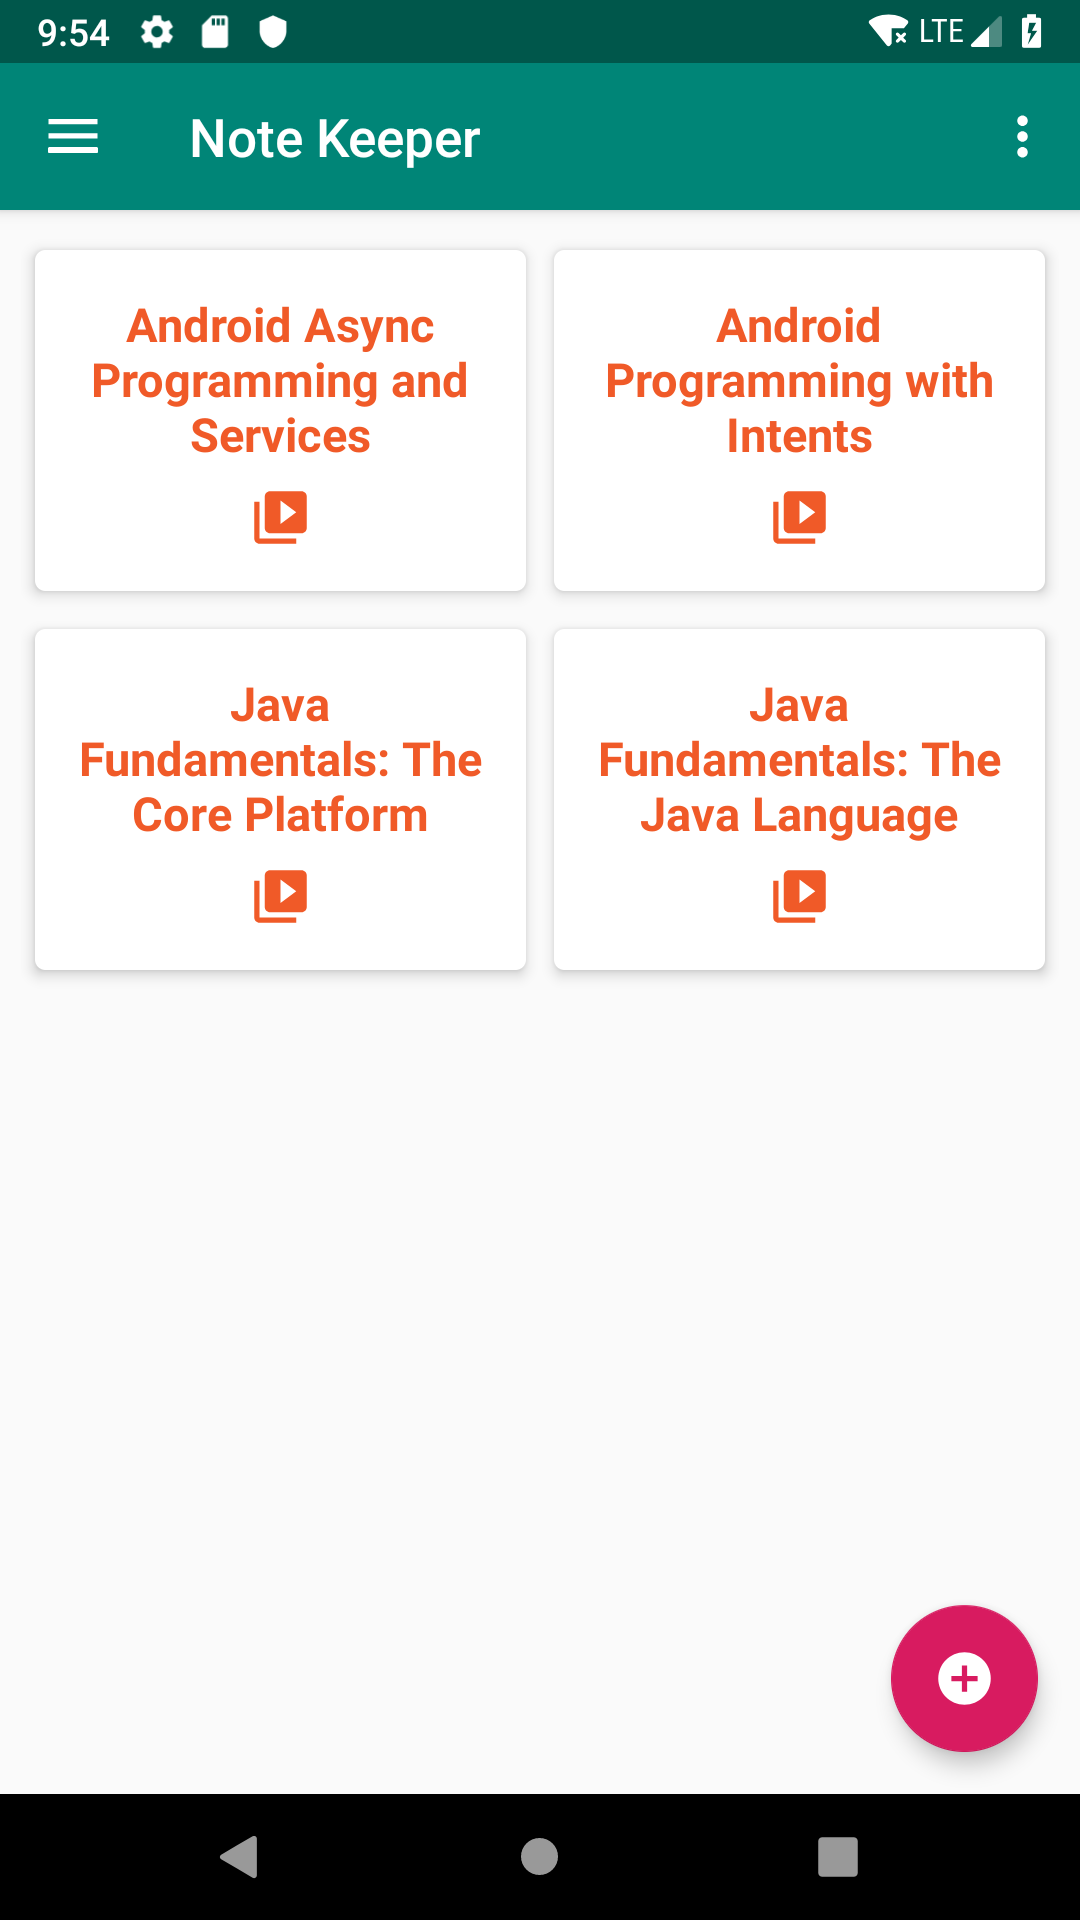 9:54
LTE
Note Keeper
Android Async
Programming and
Services
Android
Programming with
Intents
Java
Fundamentals: The
Core Platform
Java
Fundamentals: The
Java Language